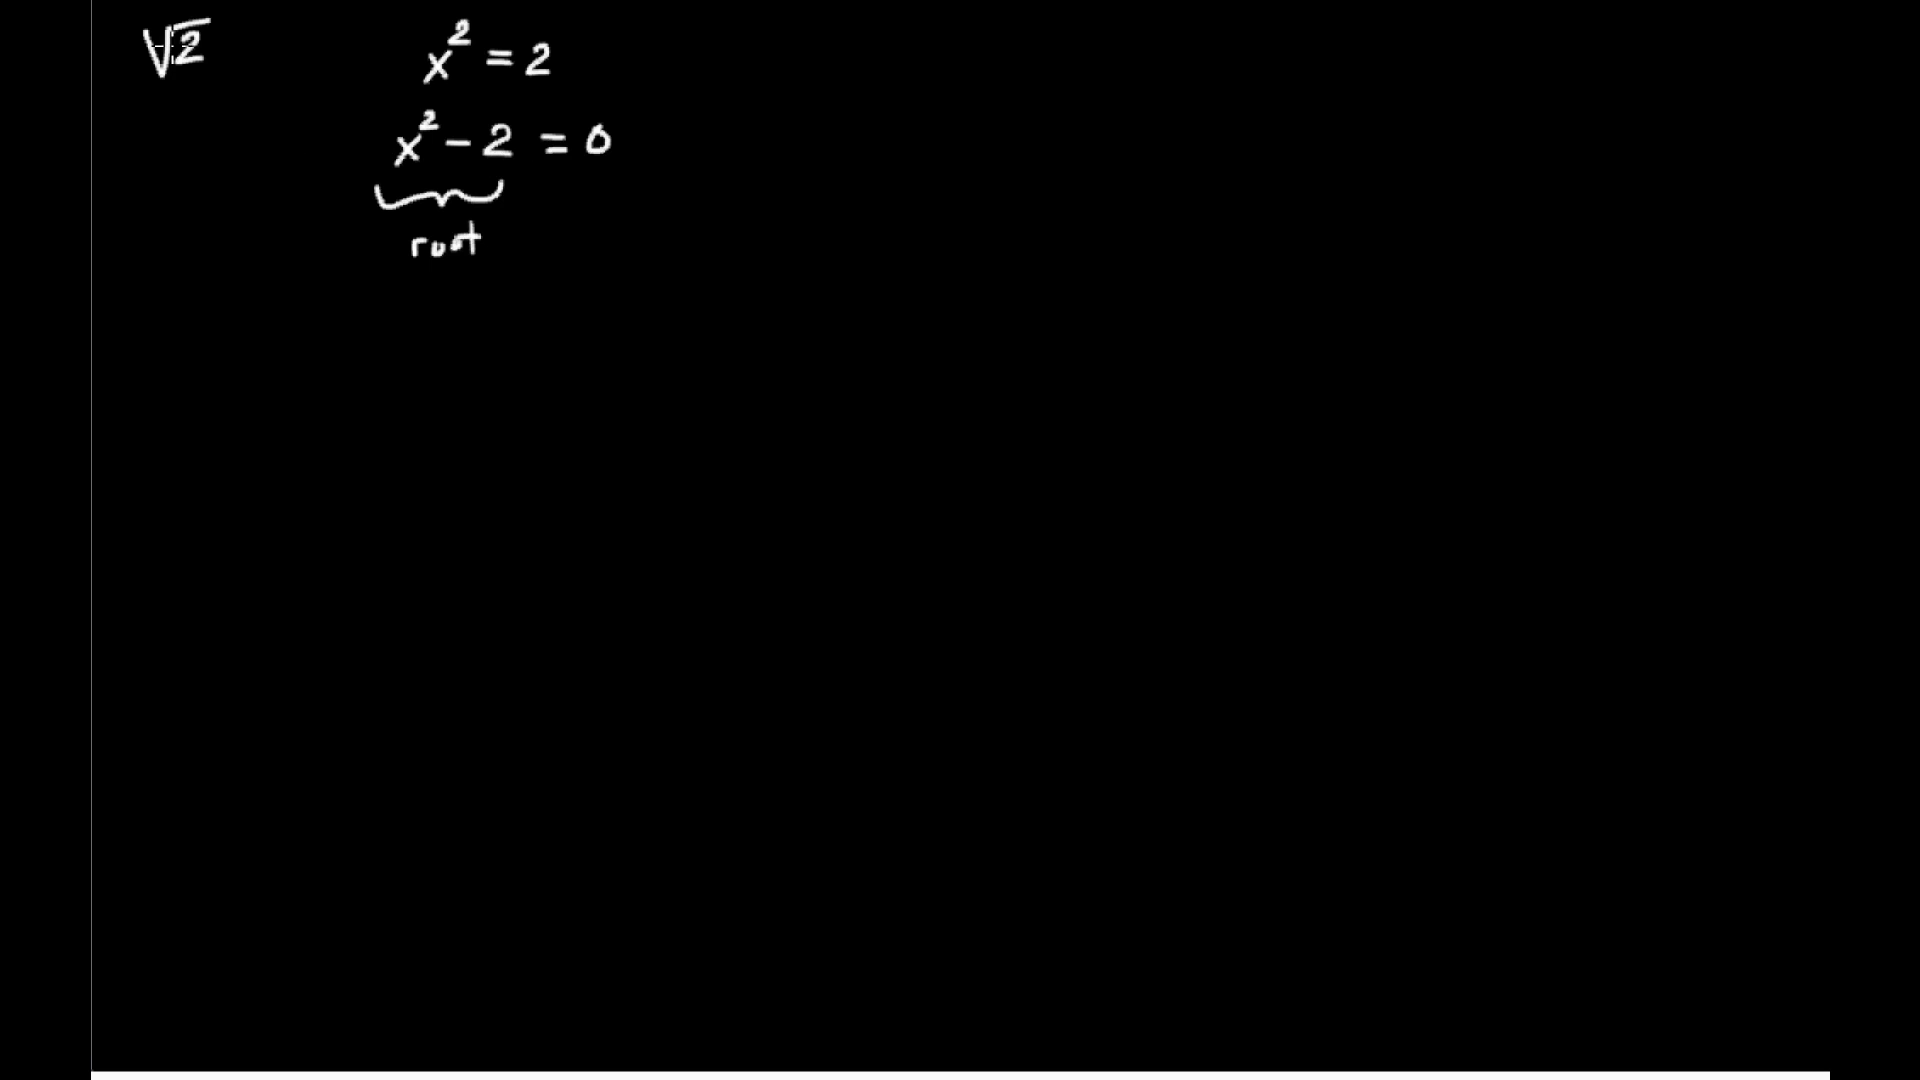 √2
x² = 2
x² - 2 = 0
root